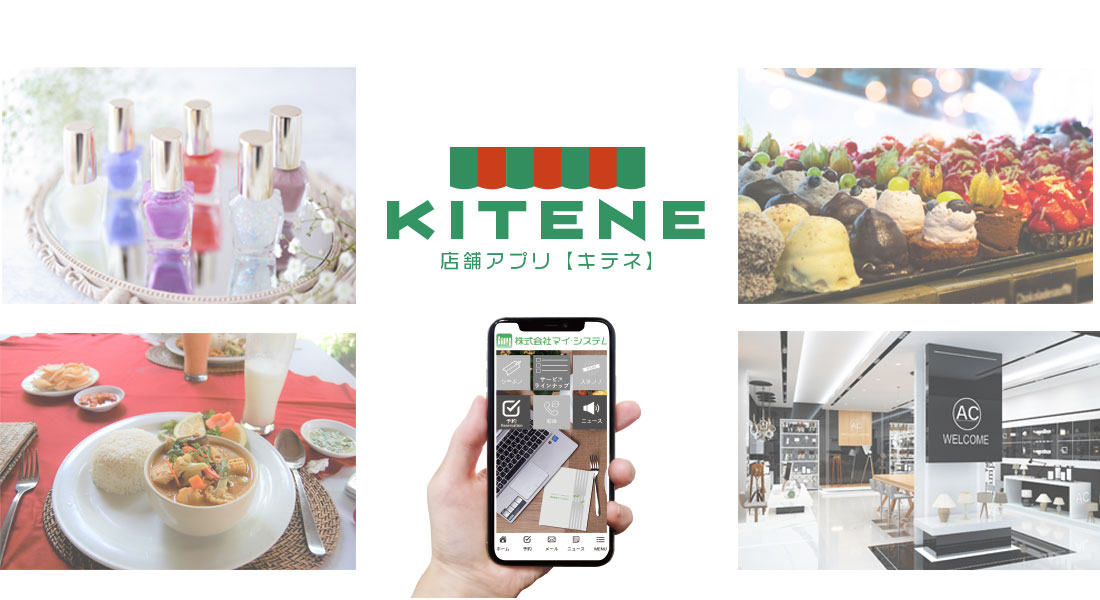 KITENE
店舗アプリ【キテネ】
株式会社マイ・システム
クーポン
サービス
ラインナップ
スタンプ
予約
Reservation
電話
ニュース
ホーム
予約
メール
ニュース
MENU
AC
WELCOME
AC
AC